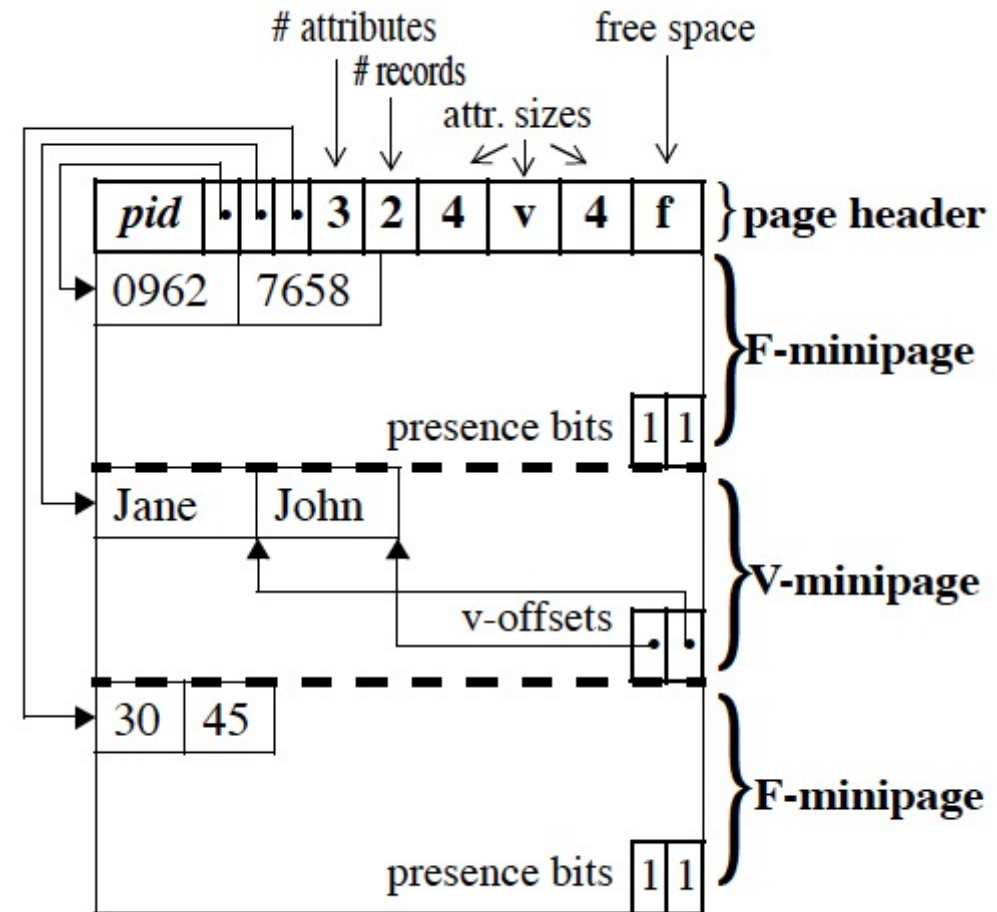 # attributes
free space
# records
attr. sizes
pid 3 2 4 v 4 f
page header
0962 7658
F-minipage
presence bits 1 1
Jane John
V-minipage
v-offsets
30 45
F-minipage
presence bits 1 1